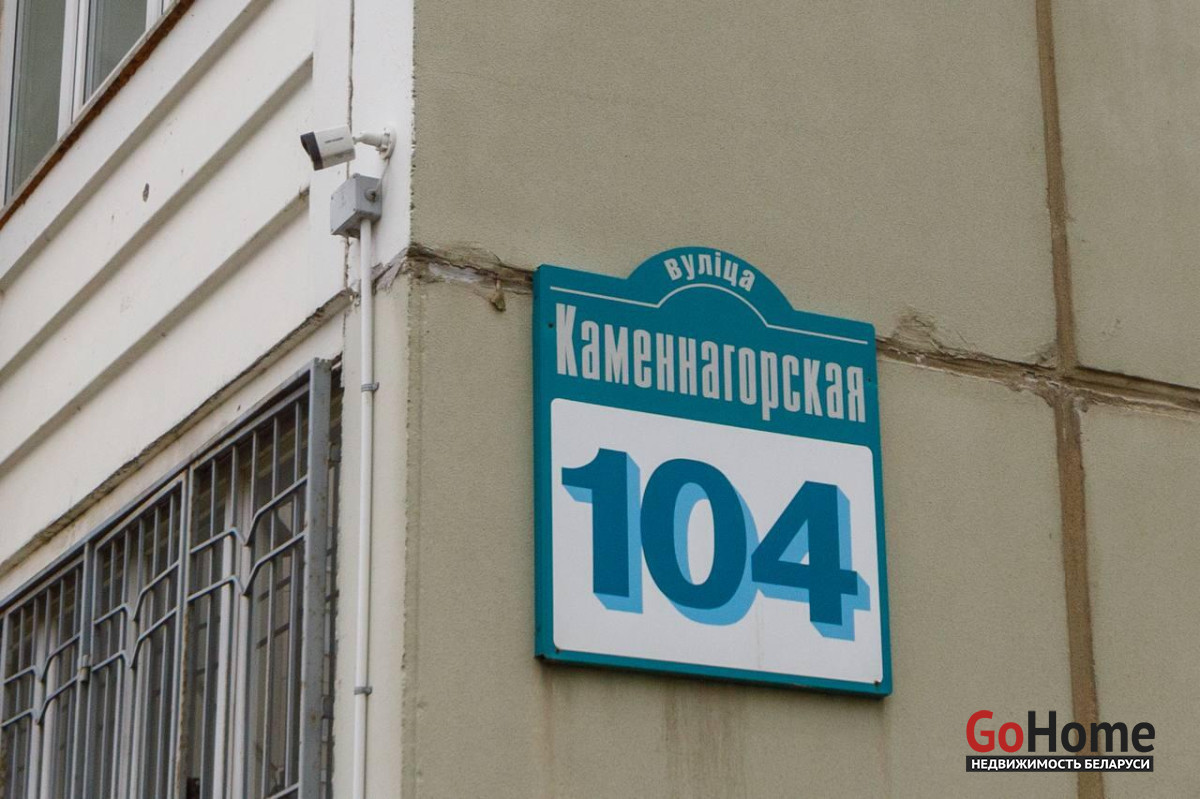 вуліца
Каменнагорская
104
GoHome
НЕДВИЖИМОСТЬ БЕЛАРУСИ